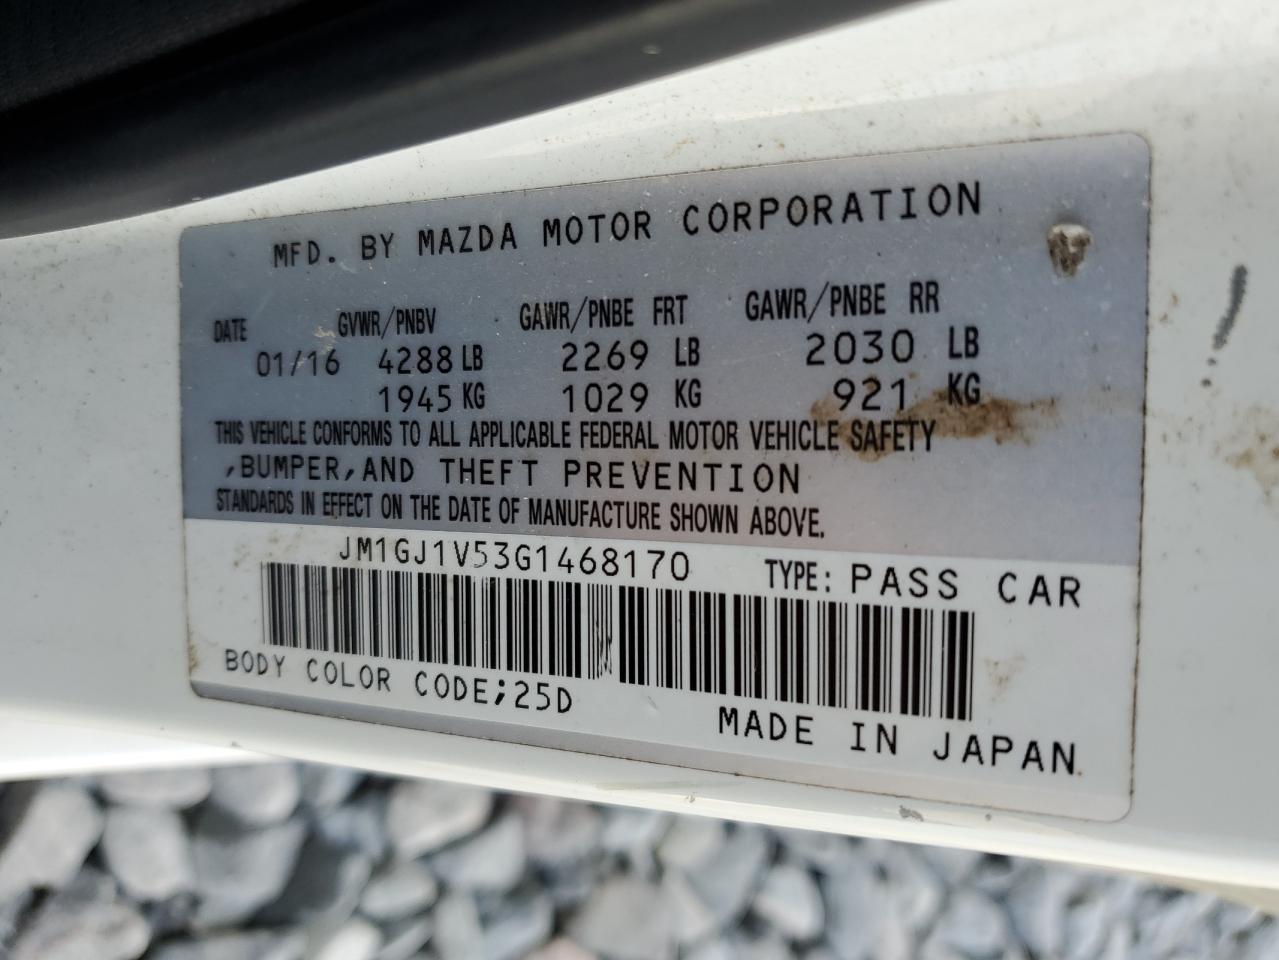 MFD. BY MAZDA MOTOR CORPORATION
DATE GVWR/PNBV GAWR/PNBE FRT GAWR/PNBE RR
01/16 4288 LB 2269 LB 2030 LB
1945 KG 1029 KG 921 KG
THIS VEHICLE CONFORMS TO ALL APPLICABLE FEDERAL MOTOR VEHICLE SAFETY
,BUMPER,AND THEFT PREVENTION
STANDARDS IN EFFECT ON THE DATE OF MANUFACTURE SHOWN ABOVE.
JM1GJ1V53G1468170 TYPE: PASS CAR
BODY COLOR CODE;25D
MADE IN JAPAN